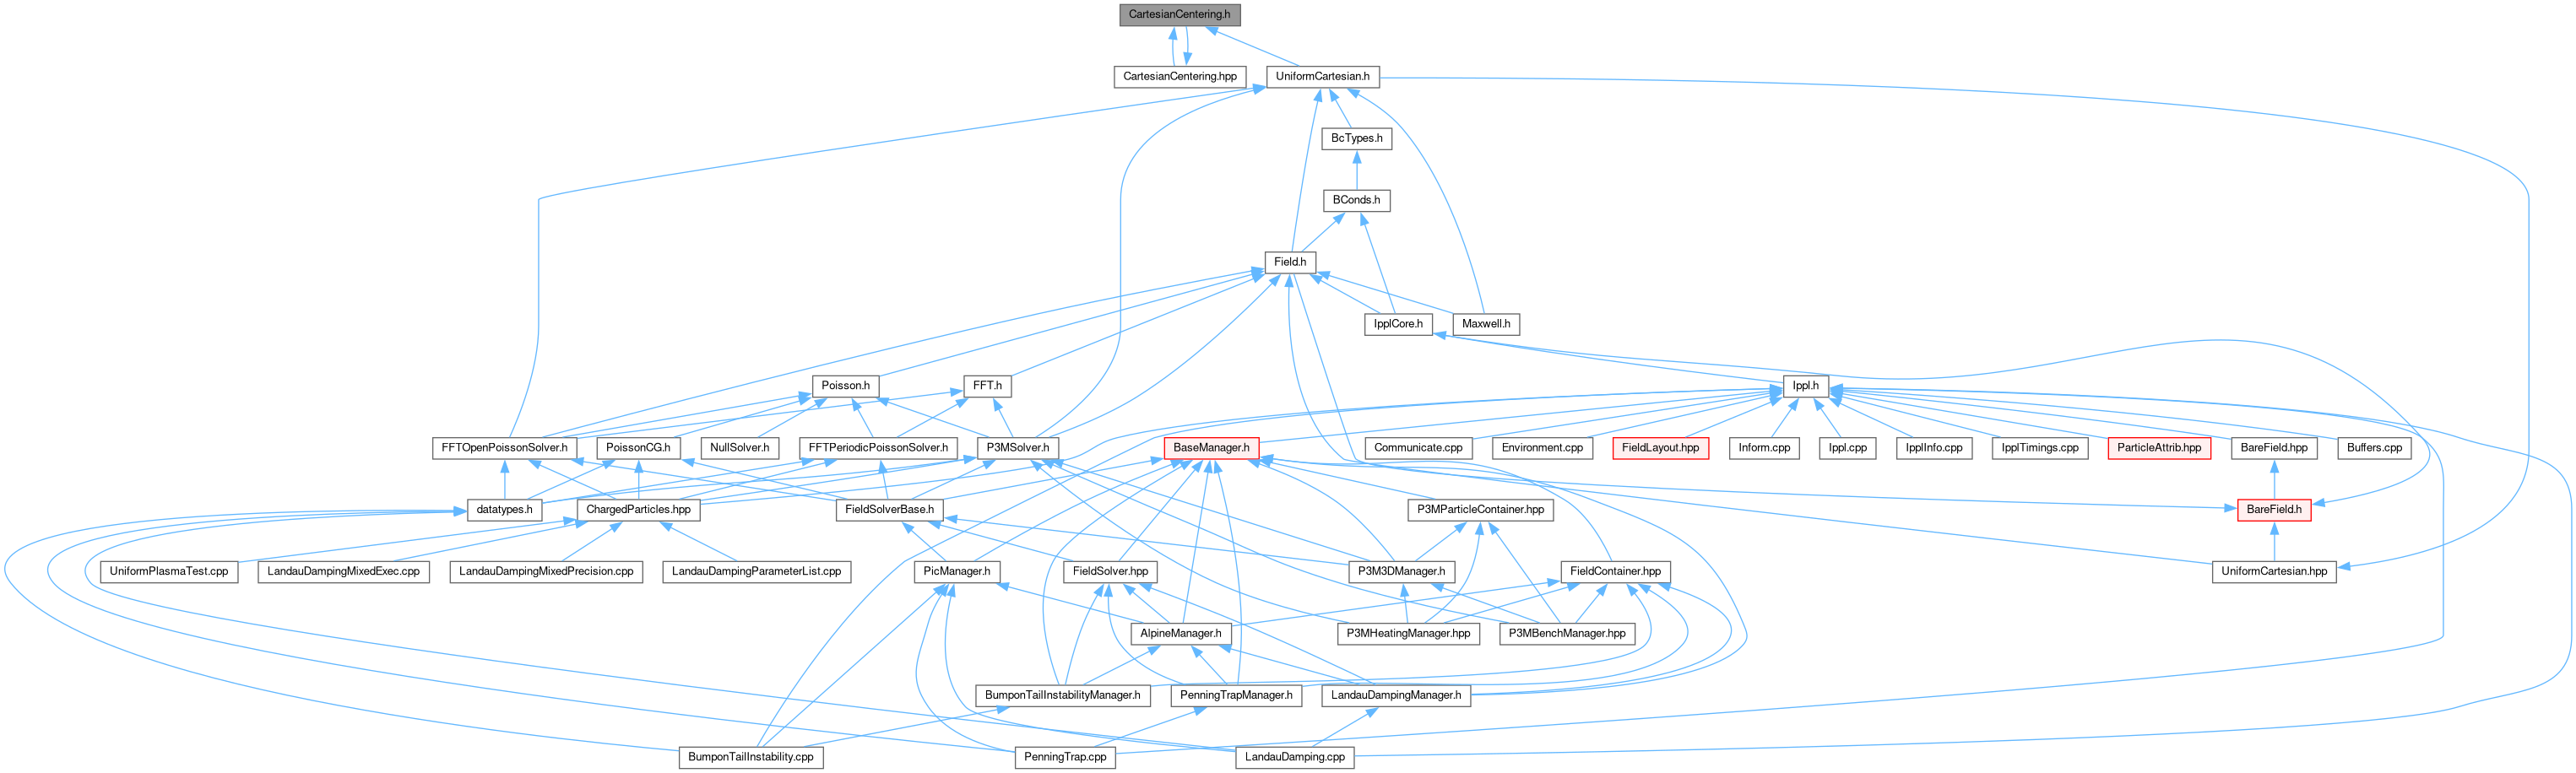 CartesianCentering.h
CartesianCentering.hpp
UniformCartesian.h
BcTypes.h
BConds.h
Field.h
IpplCore.h
Maxwell.h
Poisson.h
FFT.h
Ippl.h
FFTOpenPoissonSolver.h
PoissonCG.h
NullSolver.h
FFTPeriodicPoissonSolver.h
P3MSolver.h
BaseManager.h
Communicate.cpp
Environment.cpp
FieldLayout.hpp
Inform.cpp
Ippl.cpp
IpplInfo.cpp
IpplTimings.cpp
ParticleAttrib.hpp
BareField.hpp
Buffers.cpp
datatypes.h
ChargedParticles.hpp
FieldSolverBase.h
P3MParticleContainer.hpp
BareField.h
UniformPlasmaTest.cpp
LandauDampingMixedExec.cpp
LandauDampingMixedPrecision.cpp
LandauDampingParameterList.cpp
PicManager.h
FieldSolver.hpp
P3M3DManager.h
FieldContainer.hpp
UniformCartesian.hpp
AlpineManager.h
P3MHeatingManager.hpp
P3MBenchManager.hpp
BumponTailInstabilityManager.h
PenningTrapManager.h
LandauDampingManager.h
BumponTailInstability.cpp
PenningTrap.cpp
LandauDamping.cpp